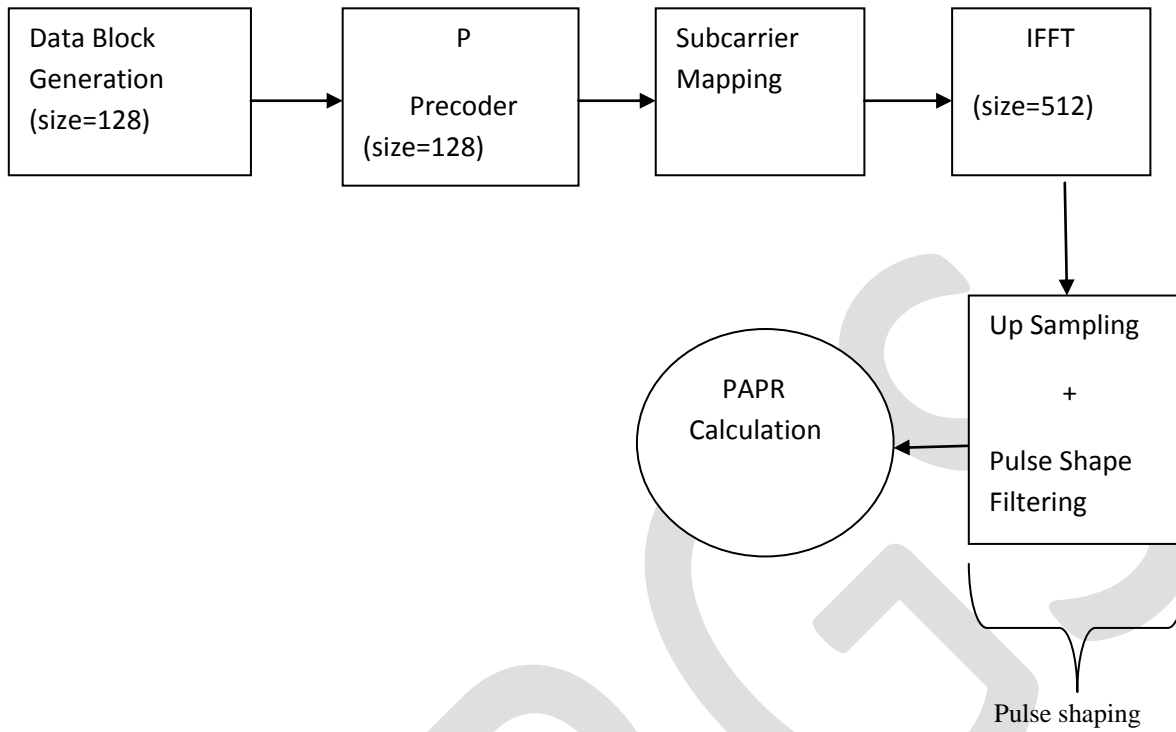 Data Block
Generation
(size=128)
P
Precoder
(size=128)
Subcarrier
Mapping
IFFT
(size=512)
Up Sampling
+
Pulse Shape
Filtering
PAPR
Calculation
Pulse shaping